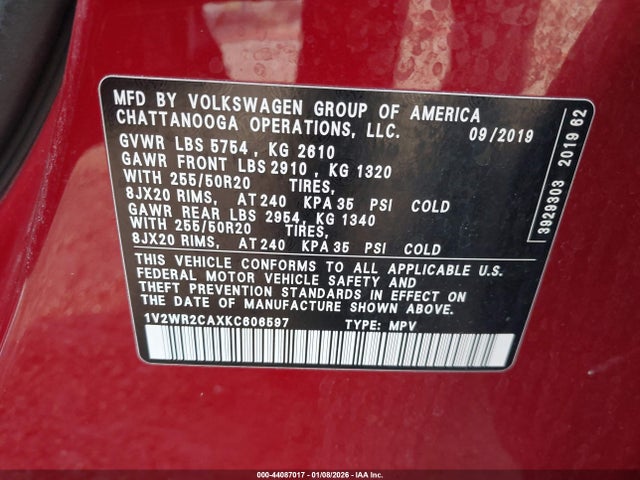 MFD BY VOLKSWAGEN GROUP OF AMERICA
CHATTANOOGA OPERATIONS, LLC. 09/2019
GVWR LBS 5754 , KG 2610
GAWR FRONT LBS 2910 , KG 1320
WITH 255/50R20 TIRES,
8JX20 RIMS, AT 240 KPA 35 PSI COLD
GAWR REAR LBS 2954, KG 1340
WITH 255/50R20 TIRES,
8JX20 RIMS, AT 240 KPA 35 PSI COLD
THIS VEHICLE CONFORMS TO ALL APPLICABLE U.S.
FEDERAL MOTOR VEHICLE SAFETY AND
THEFT PREVENTION STANDARDS IN EFFECT ON
THE DATE OF MANUFACTURE SHOWN ABOVE.
1V2WR2CAXKC606597 TYPE: MPV
3929303 2019 62
000-44087017 - 01/08/2026 - IAA Inc.